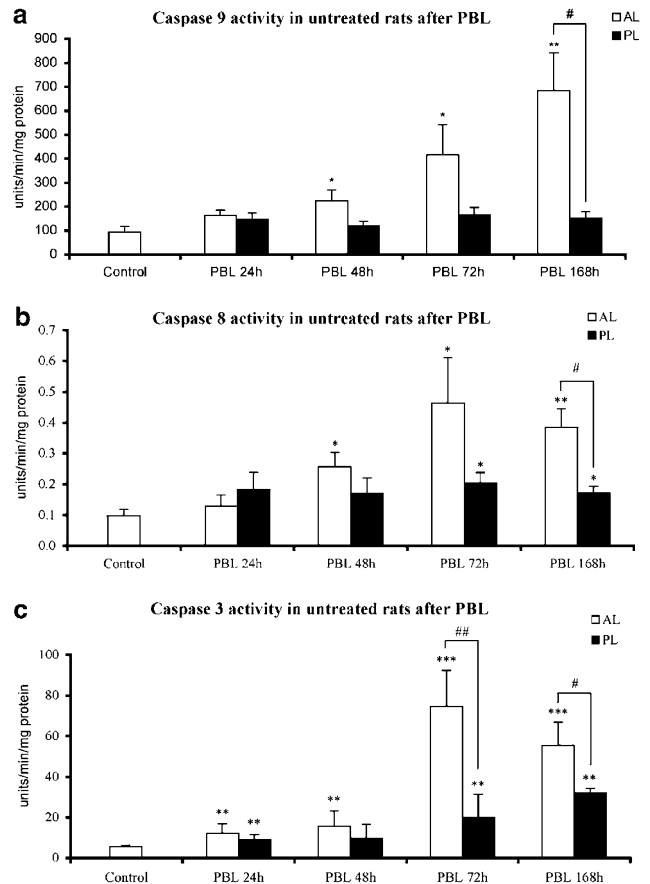 a
Caspase 9 activity in untreated rats after PBL
AL
PL
units/min/mg protein
900
800
700
600
500
400
300
200
100
0
*
*
**
#
Control PBL 24h PBL 48h PBL 72h PBL 168h
b
Caspase 8 activity in untreated rats after PBL
AL
PL
units/min/mg protein
0.7
0.6
0.5
0.4
0.3
0.2
0.1
0.0
*
*
*
**
*
#
Control PBL 24h PBL 48h PBL 72h PBL 168h
c
Caspase 3 activity in untreated rats after PBL
AL
PL
units/min/mg protein
100
80
60
40
20
0
**
**
**
***
**
##
***
**
#
Control PBL 24h PBL 48h PBL 72h PBL 168h